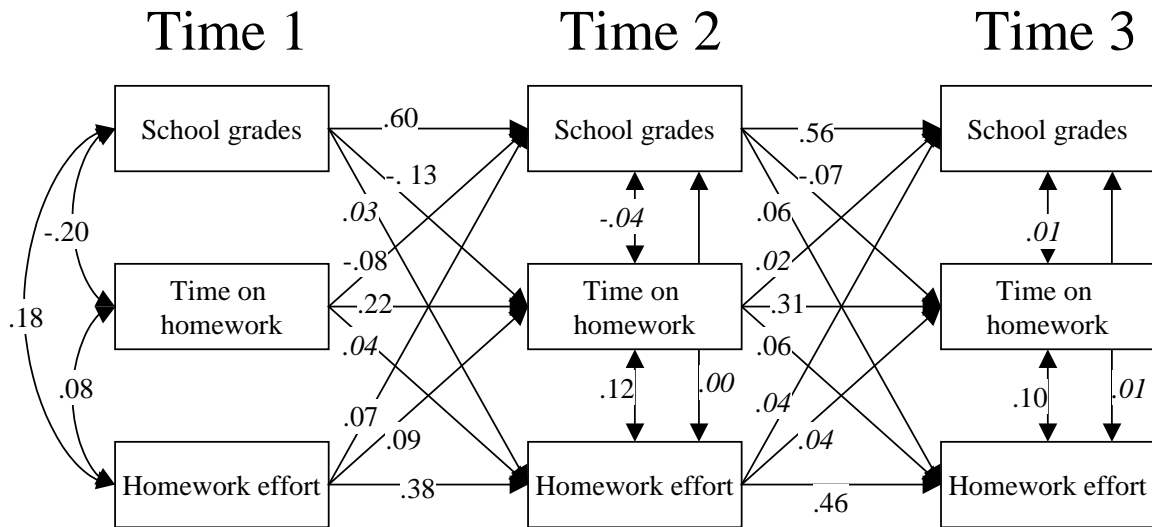 Time 1
Time 2
Time 3
School grades
School grades
School grades
.60
.56
-. 13
-.07
.03
.06
-.20
-.04
.01
-.08
.02
Time on
homework
Time on
homework
Time on
homework
.22
.31
.18
.04
.06
.08
.12
.00
.10
.01
.07
.04
.09
.04
Homework effort
Homework effort
Homework effort
.38
.46